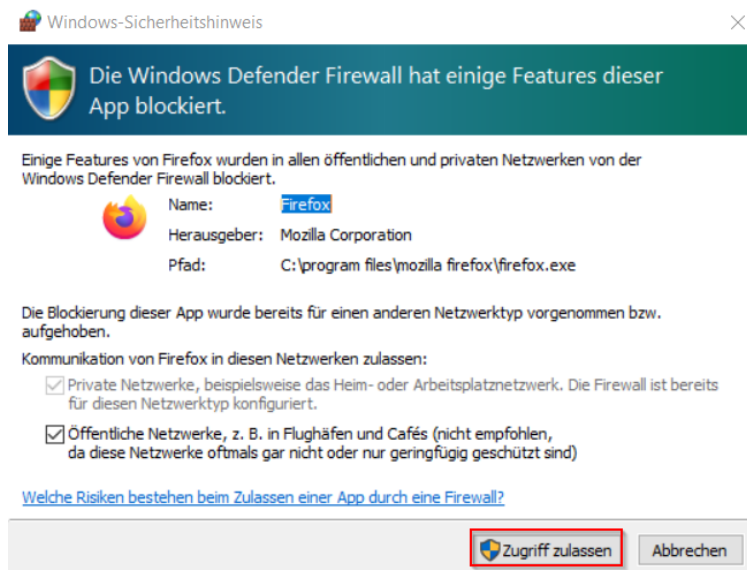 Windows-Sicherheitshinweis
Die Windows Defender Firewall hat einige Features dieser
App blockiert.
Einige Features von Firefox wurden in allen öffentlichen und privaten Netzwerken von der
Windows Defender Firewall blockiert.
Name: Firefox
Herausgeber: Mozilla Corporation
Pfad: C:\program files\mozilla firefox\firefox.exe
Die Blockierung dieser App wurde bereits für einen anderen Netzwerktyp vorgenommen bzw.
aufgehoben.
Kommunikation von Firefox in diesen Netzwerken zulassen:
Private Netzwerke, beispielsweise das Heim- oder Arbeitsplatznetzwerk. Die Firewall ist bereits
für diesen Netzwerktyp konfiguriert.
Öffentliche Netzwerke, z. B. in Flughäfen und Cafés (nicht empfohlen,
da diese Netzwerke oftmals gar nicht oder nur geringfügig geschützt sind)
Welche Risiken bestehen beim Zulassen einer App durch eine Firewall?
Zugriff zulassen Abbrechen